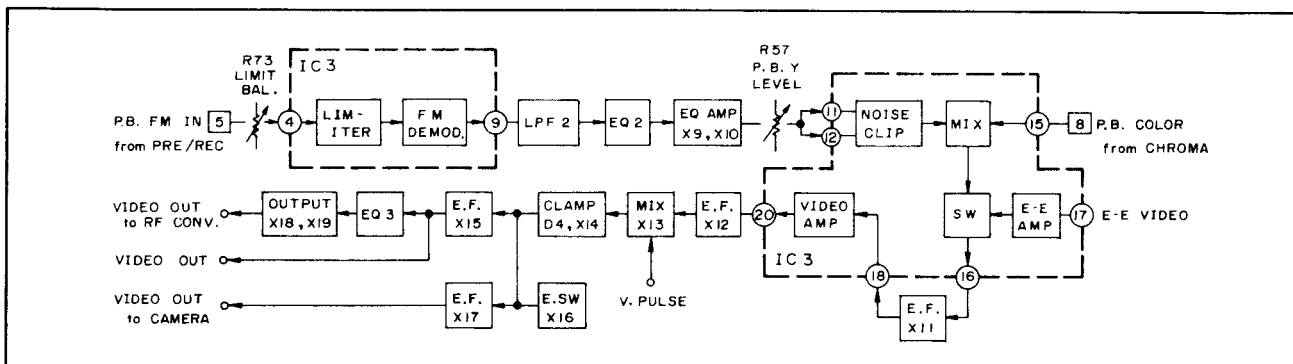 R73
LIMIT
BAL.
IC3
R57
P.B. Y
LEVEL
P.B. FM IN 5
from PRE/REC
4
LIM-
ITER
FM
DEMOD.
9
LPF 2
EQ 2
EQ AMP
X9, X10
11
12
NOISE
CLIP
MIX
15
8 P.B. COLOR
from CHROMA
VIDEO OUT
to RF CONV.
OUTPUT
X18, X19
EQ 3
E.F.
X15
CLAMP
D4, X14
MIX
X13
E.F.
X12
20
VIDEO
AMP
SW
E-E
AMP
17
E-E VIDEO
VIDEO OUT
IC3
18
16
VIDEO OUT
to CAMERA
E.F.
X17
E.SW
X16
V. PULSE
E.F.
X11